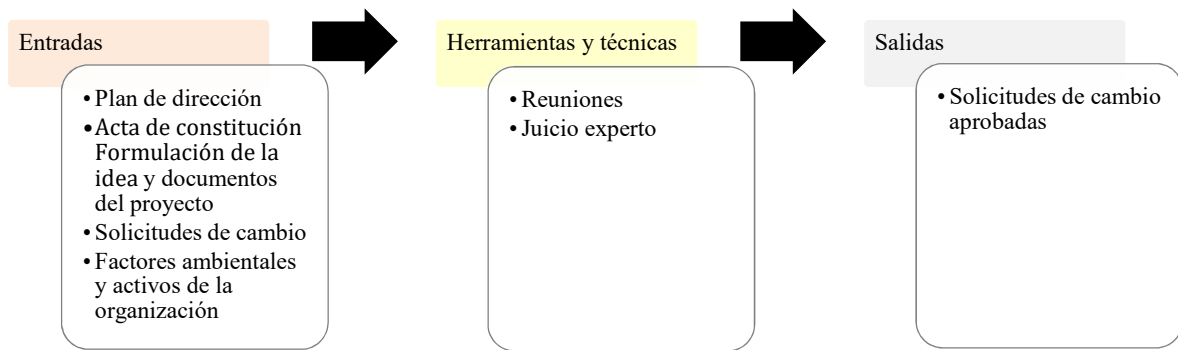 Entradas
• Plan de dirección
• Acta de constitución
Formulación de la
idea y documentos
del proyecto
• Solicitudes de cambio
• Factores ambientales
y activos de la
organización
Herramientas y técnicas
• Reuniones
• Juicio experto
Salidas
• Solicitudes de cambio
aprobadas